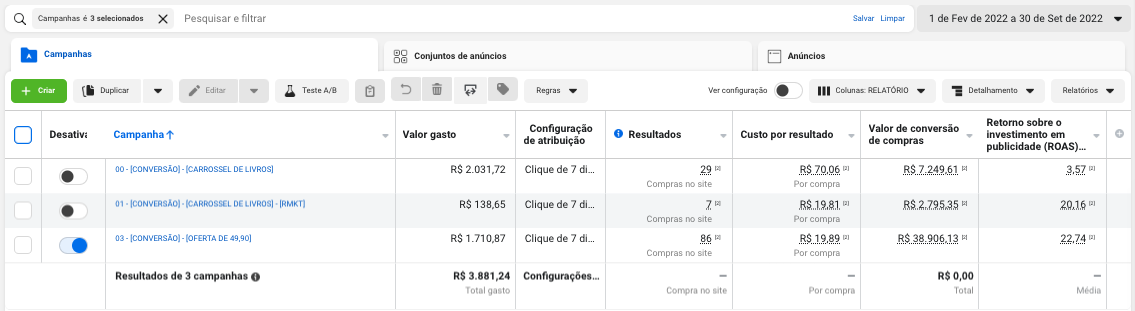 Campanhas é 3 selecionados
Pesquisar e filtrar
Salvar Limpar
1 de Fev de 2022 a 30 de Set de 2022
Campanhas
Conjuntos de anúncios
Anúncios
+ Criar
Duplicar
Editar
Teste A/B
Regras
Ver configuração
Colunas: RELATÓRIO
Detalhamento
Relatórios
Desativa
Campanha↑
Valor gasto
Configuração de atribuição
Resultados
Custo por resultado
Valor de conversão de compras
Retorno sobre o investimento em publicidade (ROAS)...
00 - [CONVERSÃO] - [CARROSSEL DE LIVROS] R$ 2.031,72 Clique de 7 di... 29 [2] R$ 70,06 [2] R$ 7.249,61 [2] 3,57 [2]
Compras no site Por compra
01 - [CONVERSÃO] - [CARROSSEL DE LIVROS] - [RMKT] R$ 138,65 Clique de 7 di... 7 [2] R$ 19,81 [2] R$ 2.795,35 [2] 20,16 [2]
Compras no site Por compra
03 - [CONVERSÃO] - [OFERTA DE 49,90] R$ 1.710,87 Clique de 7 di... 86 [2] R$ 19,89 [2] R$ 38.906,13 [2] 22,74 [2]
Compras no site Por compra
Resultados de 3 campanhas R$ 3.881,24 Configurações... — — R$ 0,00 —
Total gasto Compra no site Por compra Total Média